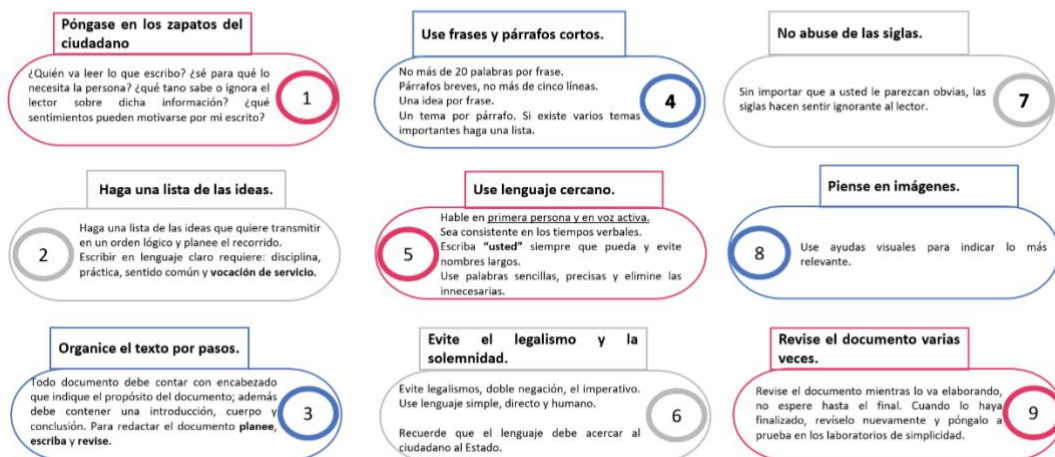 Póngase en los zapatos del
ciudadano
¿Quién va leer lo que escribo? ¿sé para qué lo
necesita la persona? ¿qué tanto sabe o ignora el
lector sobre dicha información? ¿qué
sentimientos pueden motivarse por mi escrito?
1
Haga una lista de las ideas.
2
Haga una lista de las ideas que quiere transmitir
en un orden lógico y planee el recorrido.
Escribir en lenguaje claro requiere: disciplina,
práctica, sentido común y vocación de servicio.
Organice el texto por pasos.
Todo documento debe contar con encabezado
que indique el propósito del documento; además
debe contener una introducción, cuerpo y
conclusión. Para redactar el documento planee,
escriba y revise.
3
Use frases y párrafos cortos.
No más de 20 palabras por frase.
Párrafos breves, no más de cinco líneas.
Una idea por frase.
Un tema por párrafo. Si existe varios temas
importantes haga una lista.
4
Use lenguaje cercano.
5
Hable en primera persona y en voz activa.
Sea consistente en los tiempos verbales.
Escriba “usted” siempre que pueda y evite
nombres largos.
Use palabras sencillas, precisas y elimine las
innecesarias.
Evite el legalismo y la
solemnidad.
Evite legalismos, doble negación, el imperativo.
Use lenguaje simple, directo y humano.
Recuerde que el lenguaje debe acercar al
ciudadano al Estado.
6
No abuse de las siglas.
Sin importar que a usted le parezcan obvias, las
siglas hacen sentir ignorante al lector.
7
Piense en imágenes.
8
Use ayudas visuales para indicar lo más
relevante.
Revise el documento varias
veces.
Revise el documento mientras lo va elaborando,
no espere hasta el final. Cuando lo haya
finalizado, revíselo nuevamente y póngalo a
prueba en los laboratorios de simplicidad.
9